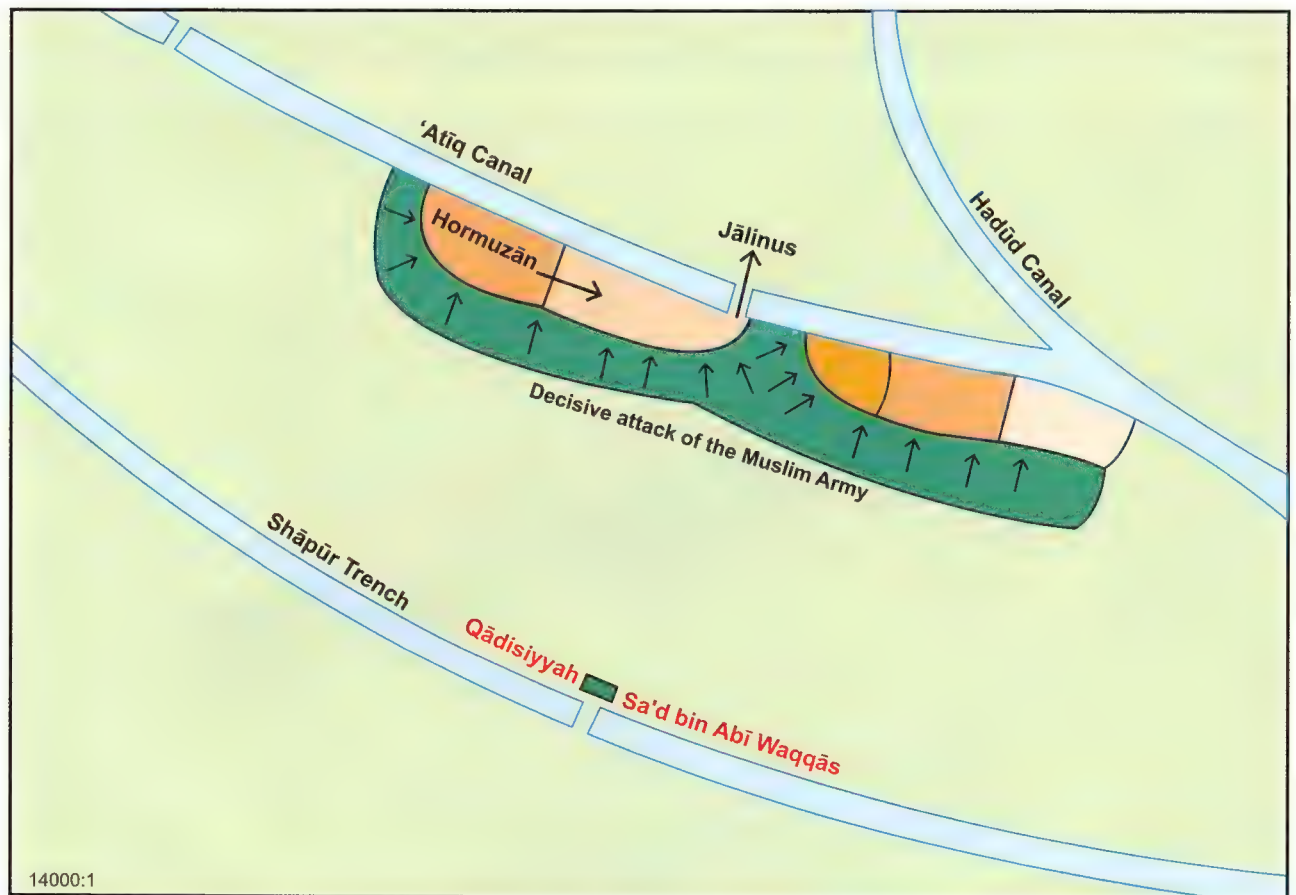 ‘Atīq Canal
Hadūd Canal
Jālinus
Hormuzān
Decisive attack of the Muslim Army
Shāpūr Trench
Qādisiyyah
Sa'd bin Abī Waqqās
14000:1